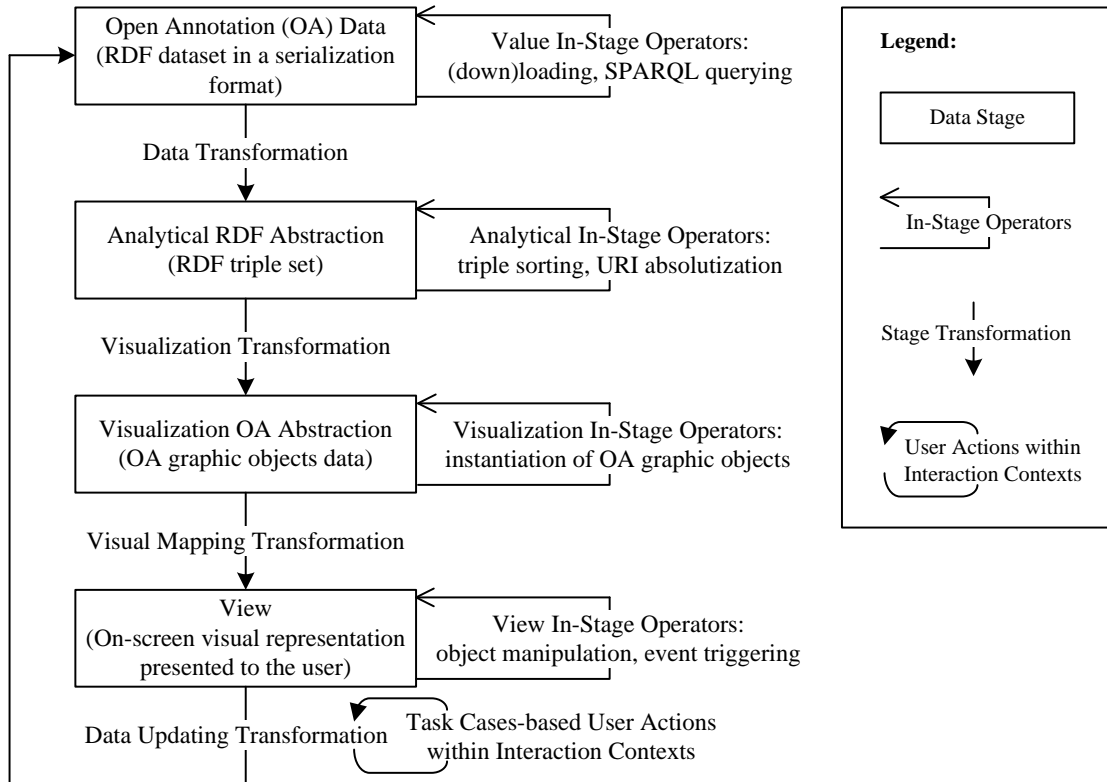 Open Annotation (OA) Data
(RDF dataset in a serialization
format)
Value In-Stage Operators:
(down)loading, SPARQL querying
Data Transformation
Analytical RDF Abstraction
(RDF triple set)
Analytical In-Stage Operators:
triple sorting, URI absolutization
Visualization Transformation
Visualization OA Abstraction
(OA graphic objects data)
Visualization In-Stage Operators:
instantiation of OA graphic objects
Visual Mapping Transformation
View
(On-screen visual representation
presented to the user)
View In-Stage Operators:
object manipulation, event triggering
Data Updating Transformation
Task Cases-based User Actions
within Interaction Contexts
Legend:
Data Stage
In-Stage Operators
Stage Transformation
User Actions within
Interaction Contexts